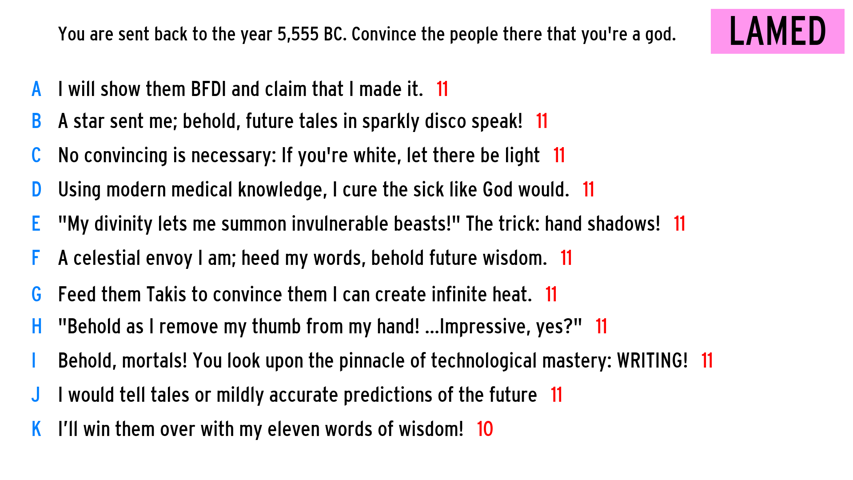 You are sent back to the year 5,555 BC. Convince the people there that you're a god.
LAMED
A I will show them BFDI and claim that I made it. 11
B A star sent me; behold, future tales in sparkly disco speak! 11
C No convincing is necessary: If you're white, let there be light 11
D Using modern medical knowledge, I cure the sick like God would. 11
E "My divinity lets me summon invulnerable beasts!" The trick: hand shadows! 11
F A celestial envoy I am; heed my words, behold future wisdom. 11
G Feed them Takis to convince them I can create infinite heat. 11
H "Behold as I remove my thumb from my hand! ...Impressive, yes?" 11
I Behold, mortals! You look upon the pinnacle of technological mastery: WRITING! 11
J I would tell tales or mildly accurate predictions of the future 11
K I’ll win them over with my eleven words of wisdom! 10